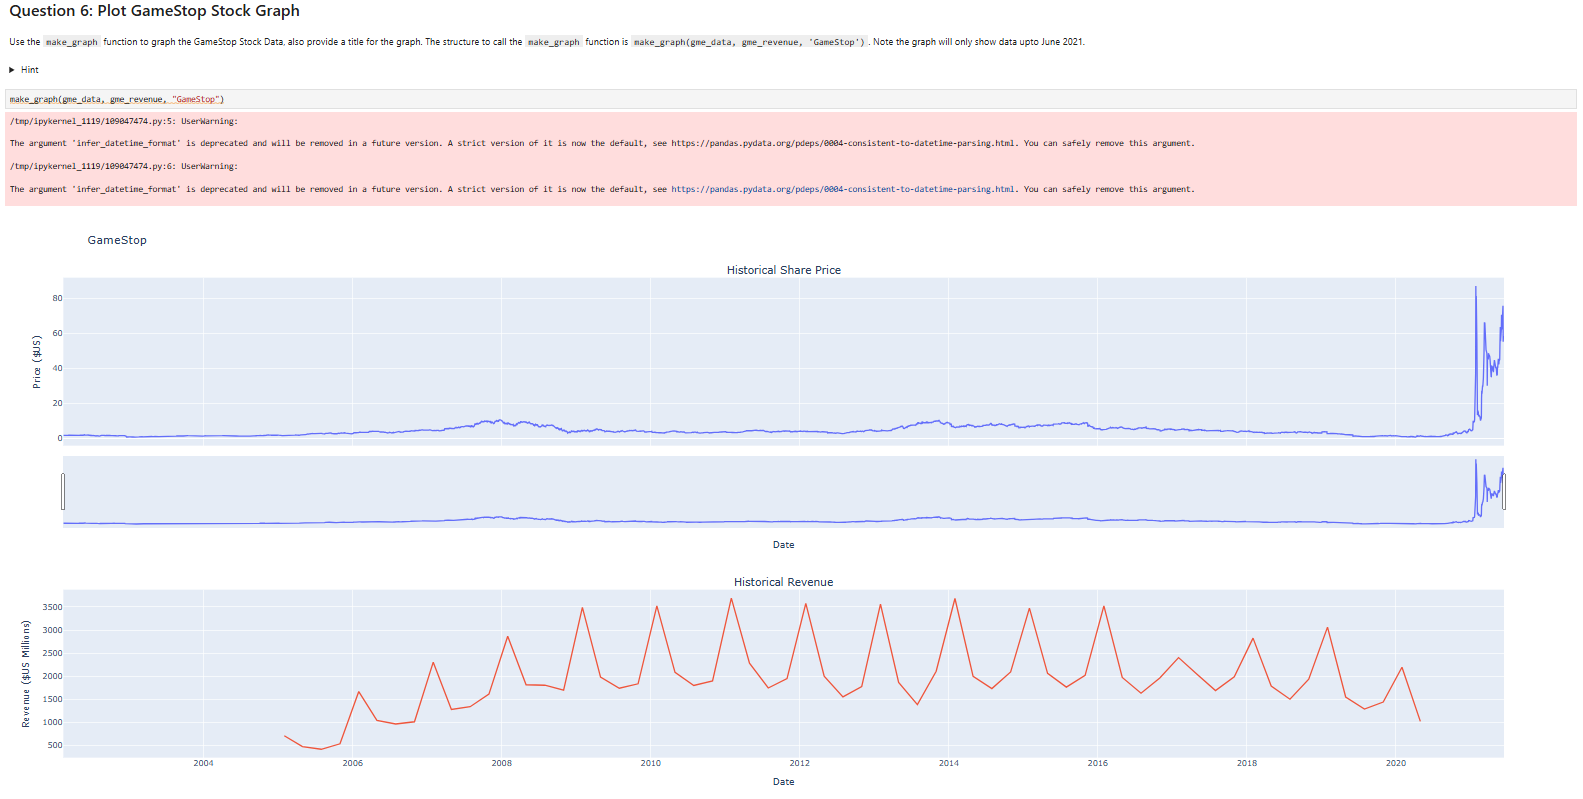 Question 6: Plot GameStop Stock Graph
Use the make_graph function to graph the GameStop Stock Data, also provide a title for the graph. The structure to call the make_graph function is make_graph(gme_data, gme_revenue, 'GameStop') . Note the graph will only show data upto June 2021.
▶ Hint
make_graph(gme_data, gme_revenue, "GameStop")
/tmp/ipykernel_1119/109047474.py:5: UserWarning:
The argument 'infer_datetime_format' is deprecated and will be removed in a future version. A strict version of it is now the default, see https://pandas.pydata.org/pdeps/0004-consistent-to-datetime-parsing.html. You can safely remove this argument.
/tmp/ipykernel_1119/109047474.py:6: UserWarning:
The argument 'infer_datetime_format' is deprecated and will be removed in a future version. A strict version of it is now the default, see https://pandas.pydata.org/pdeps/0004-consistent-to-datetime-parsing.html. You can safely remove this argument.
GameStop
Historical Share Price
Price ($US)
80
60
40
20
0
Date
Historical Revenue
Revenue ($US Millions)
3500
3000
2500
2000
1500
1000
500
2004 2006 2008 2010 2012 2014 2016 2018 2020
Date